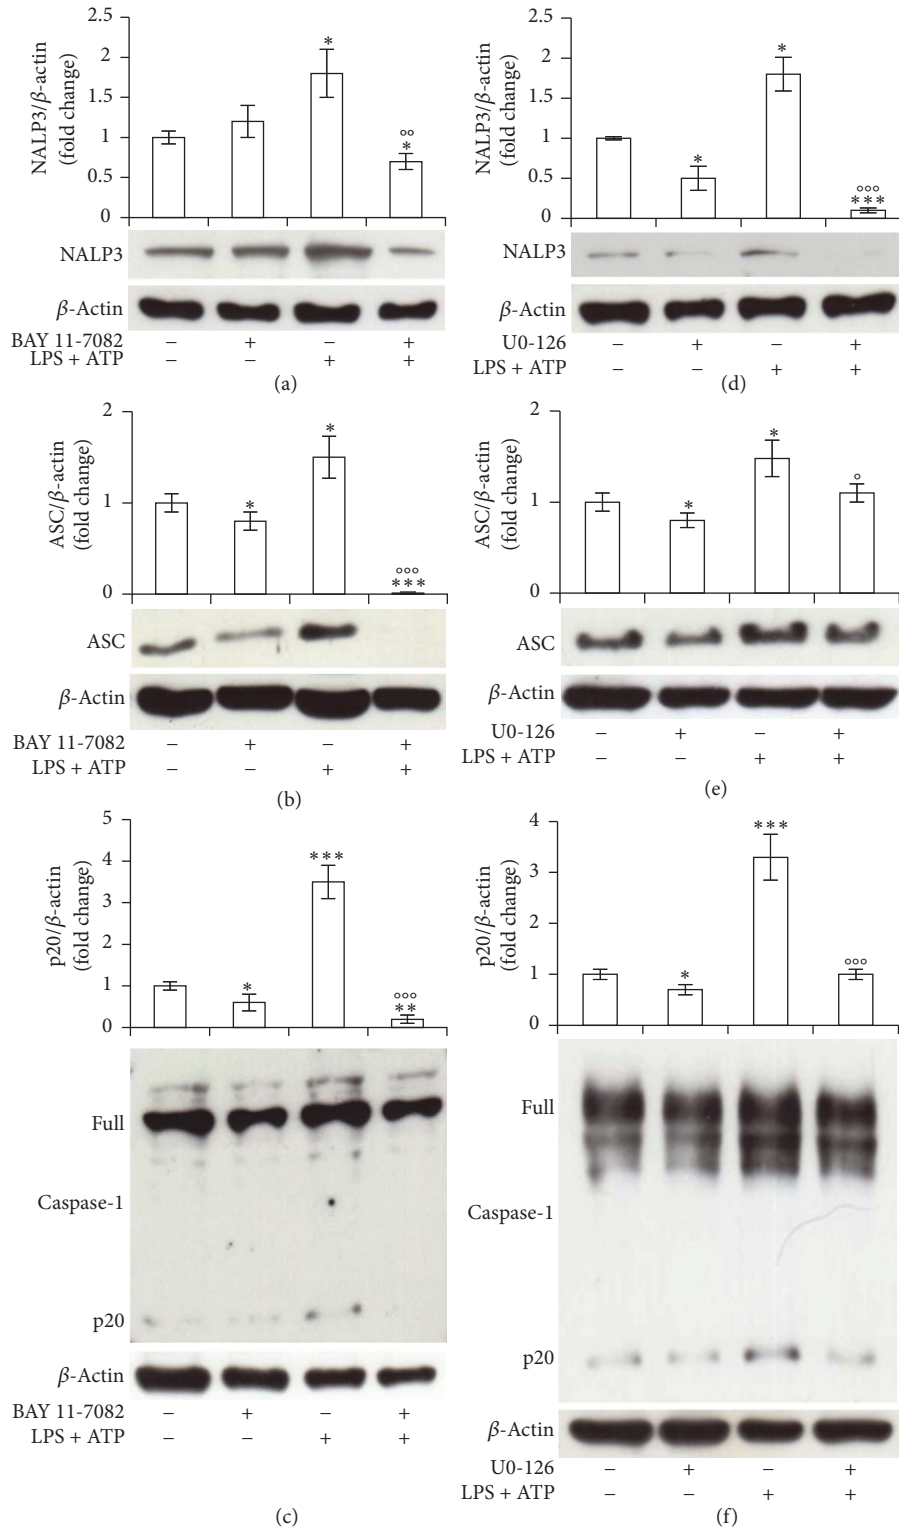 2.5
2
1.5
1
0.5
0
NALP3/β-actin
(fold change)
*
°°
*
NALP3
β-Actin
BAY 11-7082 − + − +
LPS + ATP − − + +
(a)
2.5
2
1.5
1
0.5
0
NALP3/β-actin
(fold change)
*
*
°°°
***
NALP3
β-Actin
U0-126 − + − +
LPS + ATP − − + +
(d)
2
1
0
ASC/β-actin
(fold change)
*
*
°°°
***
ASC
β-Actin
BAY 11-7082 − + − +
LPS + ATP − − + +
(b)
2
1
0
ASC/β-actin
(fold change)
*
*
°
ASC
β-Actin
U0-126 − + − +
LPS + ATP − − + +
(e)
5
4
3
2
1
0
p20/β-actin
(fold change)
*
***
°°°
**
Full
Caspase-1
p20
β-Actin
BAY 11-7082 − + − +
LPS + ATP − − + +
(c)
4
3
2
1
0
p20/β-actin
(fold change)
*
***
°°°
Full
Caspase-1
p20
β-Actin
U0-126 − + − +
LPS + ATP − − + +
(f)